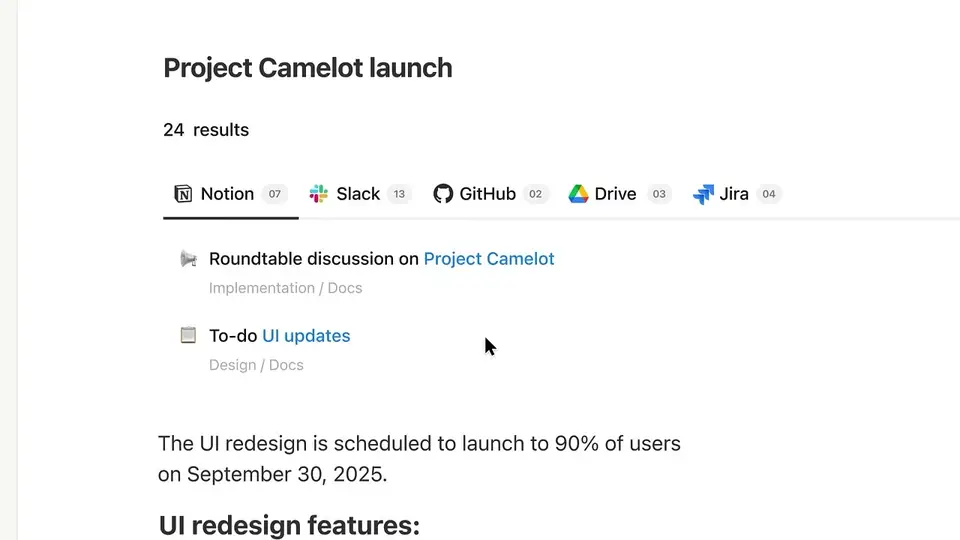 Project Camelot launch
24 results
Notion 07 Slack 13 GitHub 02 Drive 03 Jira 04
Roundtable discussion on Project Camelot
Implementation / Docs
To-do UI updates
Design / Docs
The UI redesign is scheduled to launch to 90% of users
on September 30, 2025.
UI redesign features: